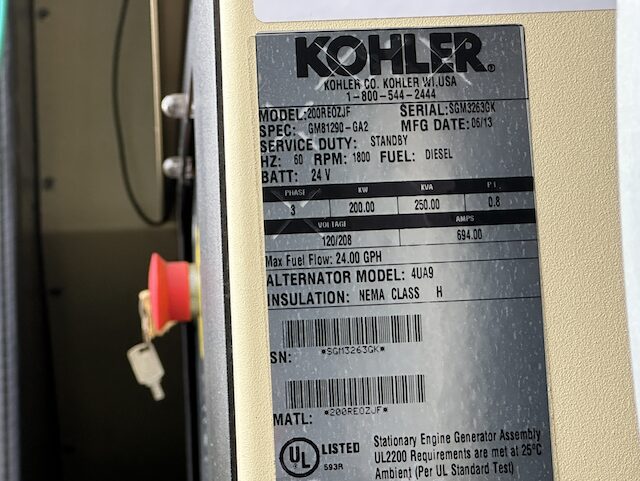 KOHLER®
KOHLER CO. KOHLER WI. USA
1-800-544-2444
MODEL: 200REOZJF SERIAL: SGM3263GK
SPEC: GM81290-GA2 MFG DATE: 06/13
SERVICE DUTY: STANDBY
HZ: 60 RPM: 1800 FUEL: DIESEL
BATT: 24 V
PHASE KW KVA
3 200.00 250.00 0.8
VOLTAGE AMPS
120/208 694.00
Max Fuel Flow: 24.00 GPH
ALTERNATOR MODEL: 4UA9
INSULATION: NEMA CLASS H
SN: *SGM3263GK*
MATL: *200REOZJF*
UL LISTED
593R
Stationary Engine Generator Assembly
UL2200 Requirements are met at 25°C
Ambient (Per UL Standard Test)